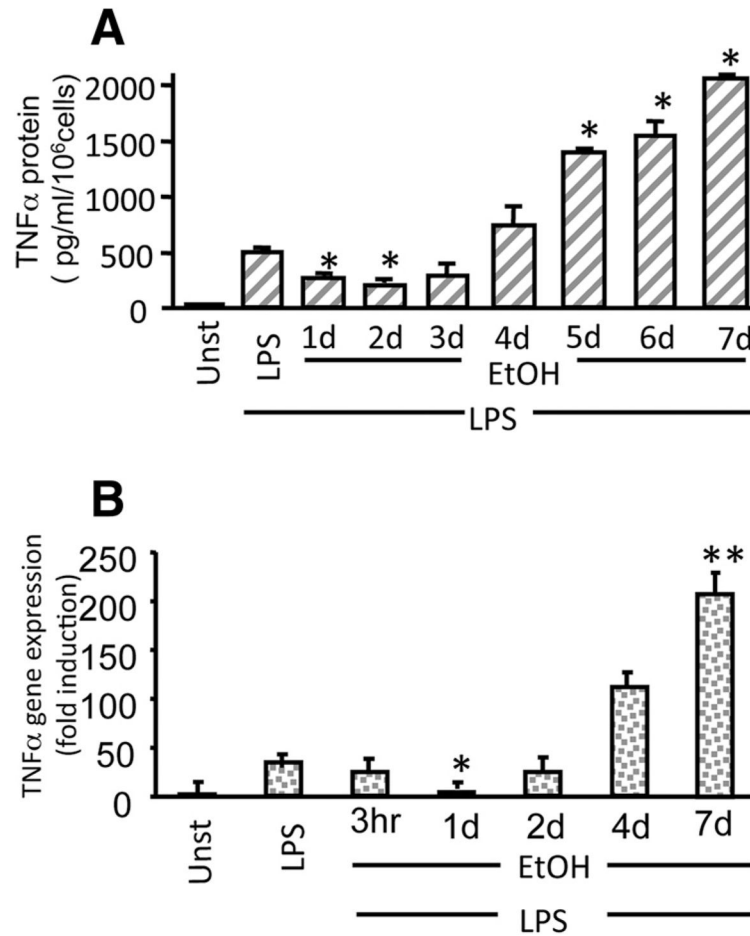 A
TNFα protein
( pg/ml/10⁶cells)
2000
1500
1000
500
0
* * * * *
Unst LPS 1d 2d 3d 4d 5d 6d 7d
EtOH
LPS
B
TNFα gene expression
(fold induction)
250
200
150
100
50
0
* **
Unst LPS 3hr 1d 2d 4d 7d
EtOH
LPS